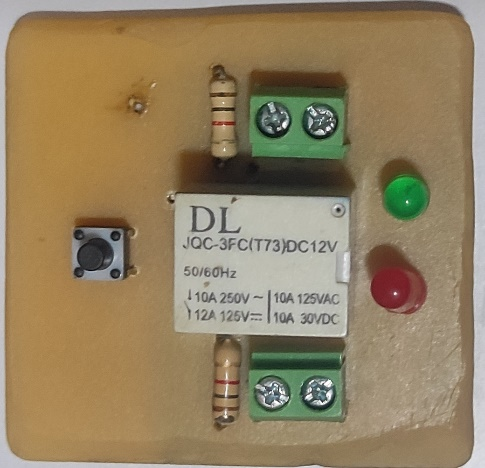 DL
JQC-3FC(T73)DC12V
50/60Hz
10A 250V~ 10A 125VAC
12A 125V⎓ 10A 30VDC